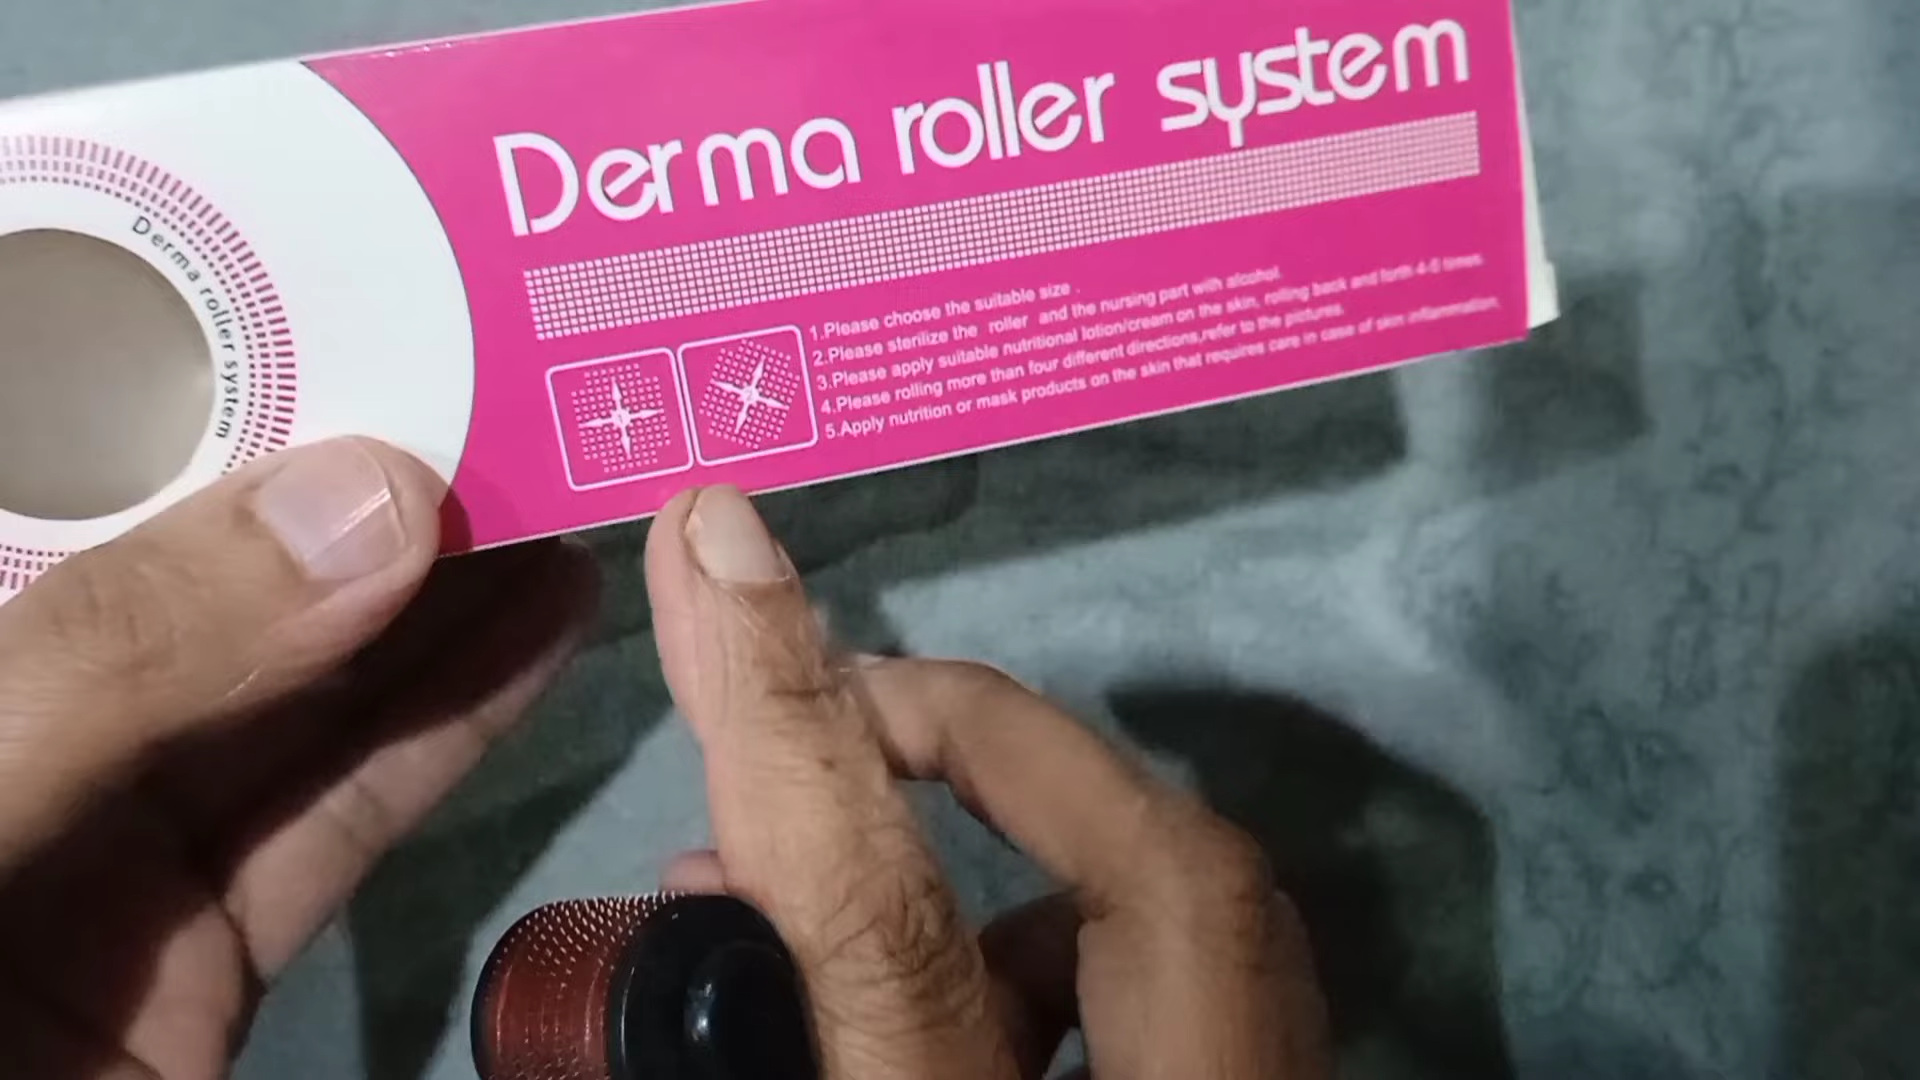 Derma roller system
Derma roller system
1.Please choose the suitable size .
2.Please sterilize the roller and the nursing part with alcohol.
3.Please apply suitable nutritional lotion/cream on the skin, rolling back and forth 4-5 times.
4.Please rolling more than four different directions,refer to the pictures.
5.Apply nutrition or mask products on the skin that requires care in case of skin inflammation.